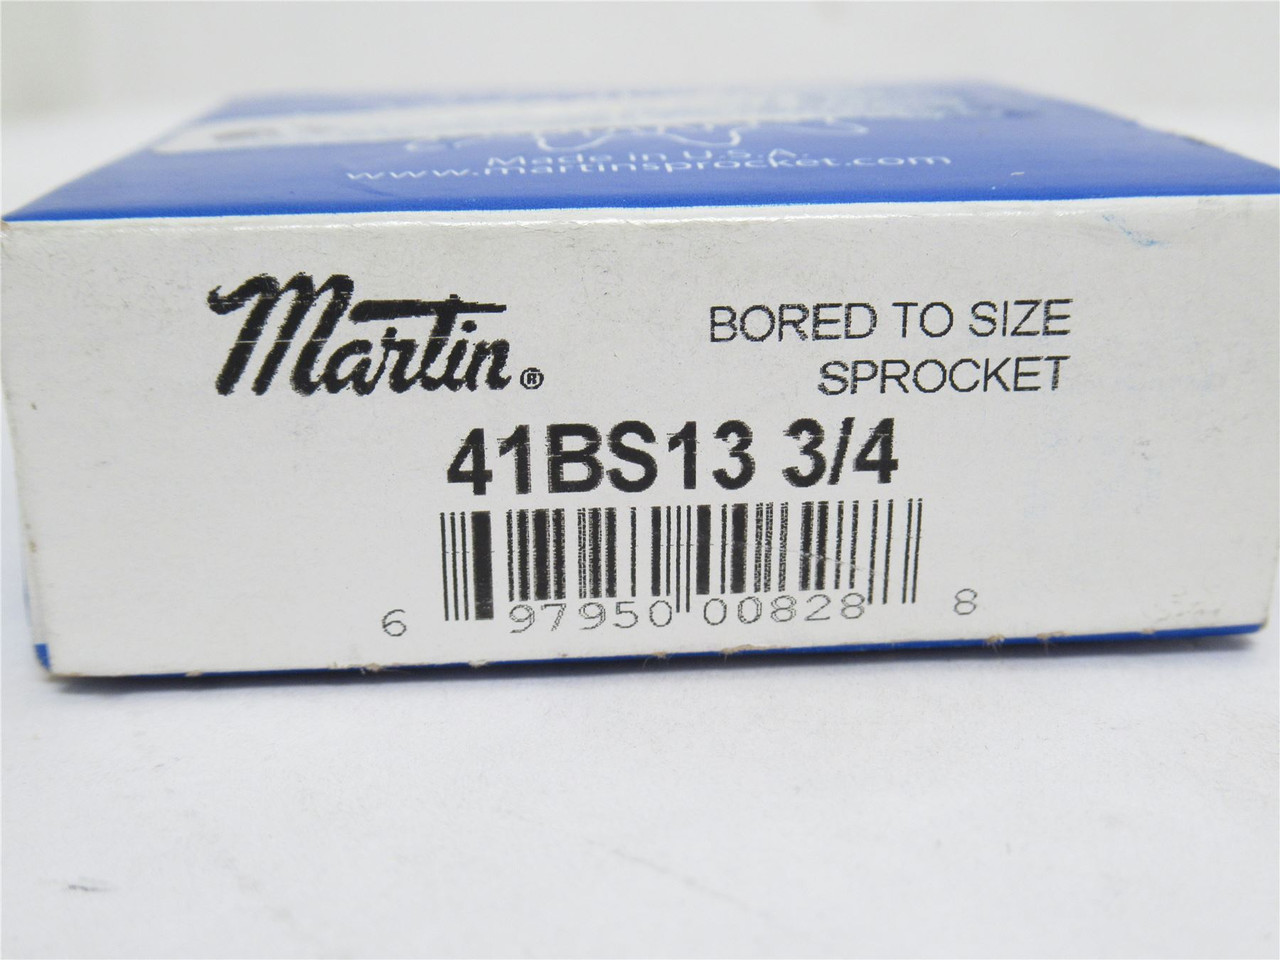 Made in U.S.A.
www.martinsprocket.com
Martin®
BORED TO SIZE
SPROCKET
41BS13 3/4
6 97950 00828 8